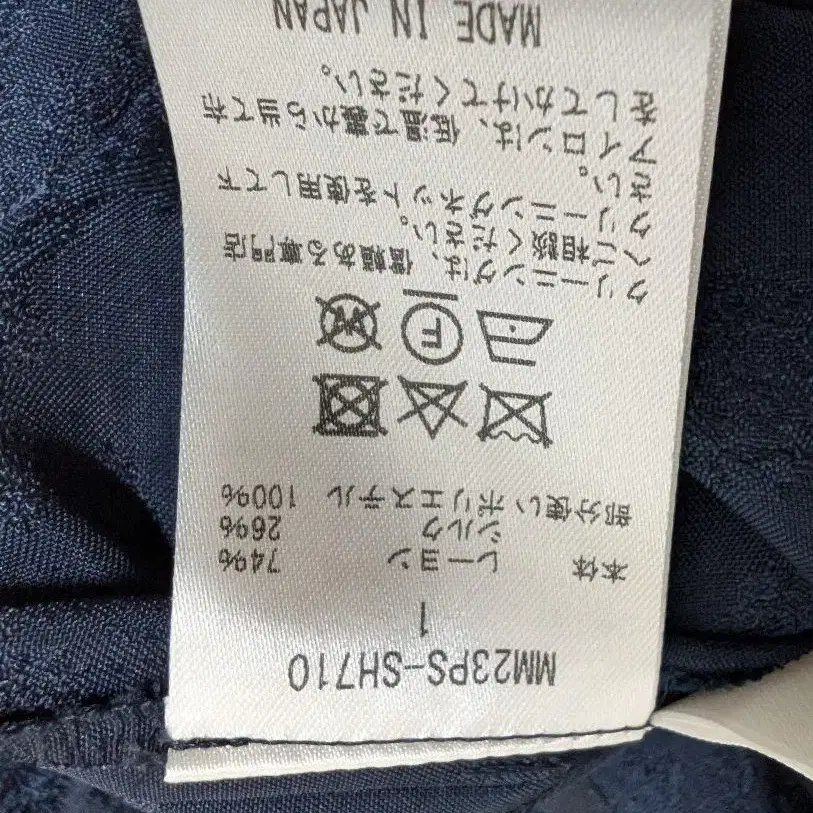 MM23PS-SH710
1
本体 レーヨン 74%
シルク 26%
部分使い ポリエステル 100%
F
W
クリーニングは、信頼ある専門店
へご相談ください。
クリーニングネットを使用して下
さい。
アイロンは、低温で裏から当て布
をしてかけてください。
MADE IN JAPAN